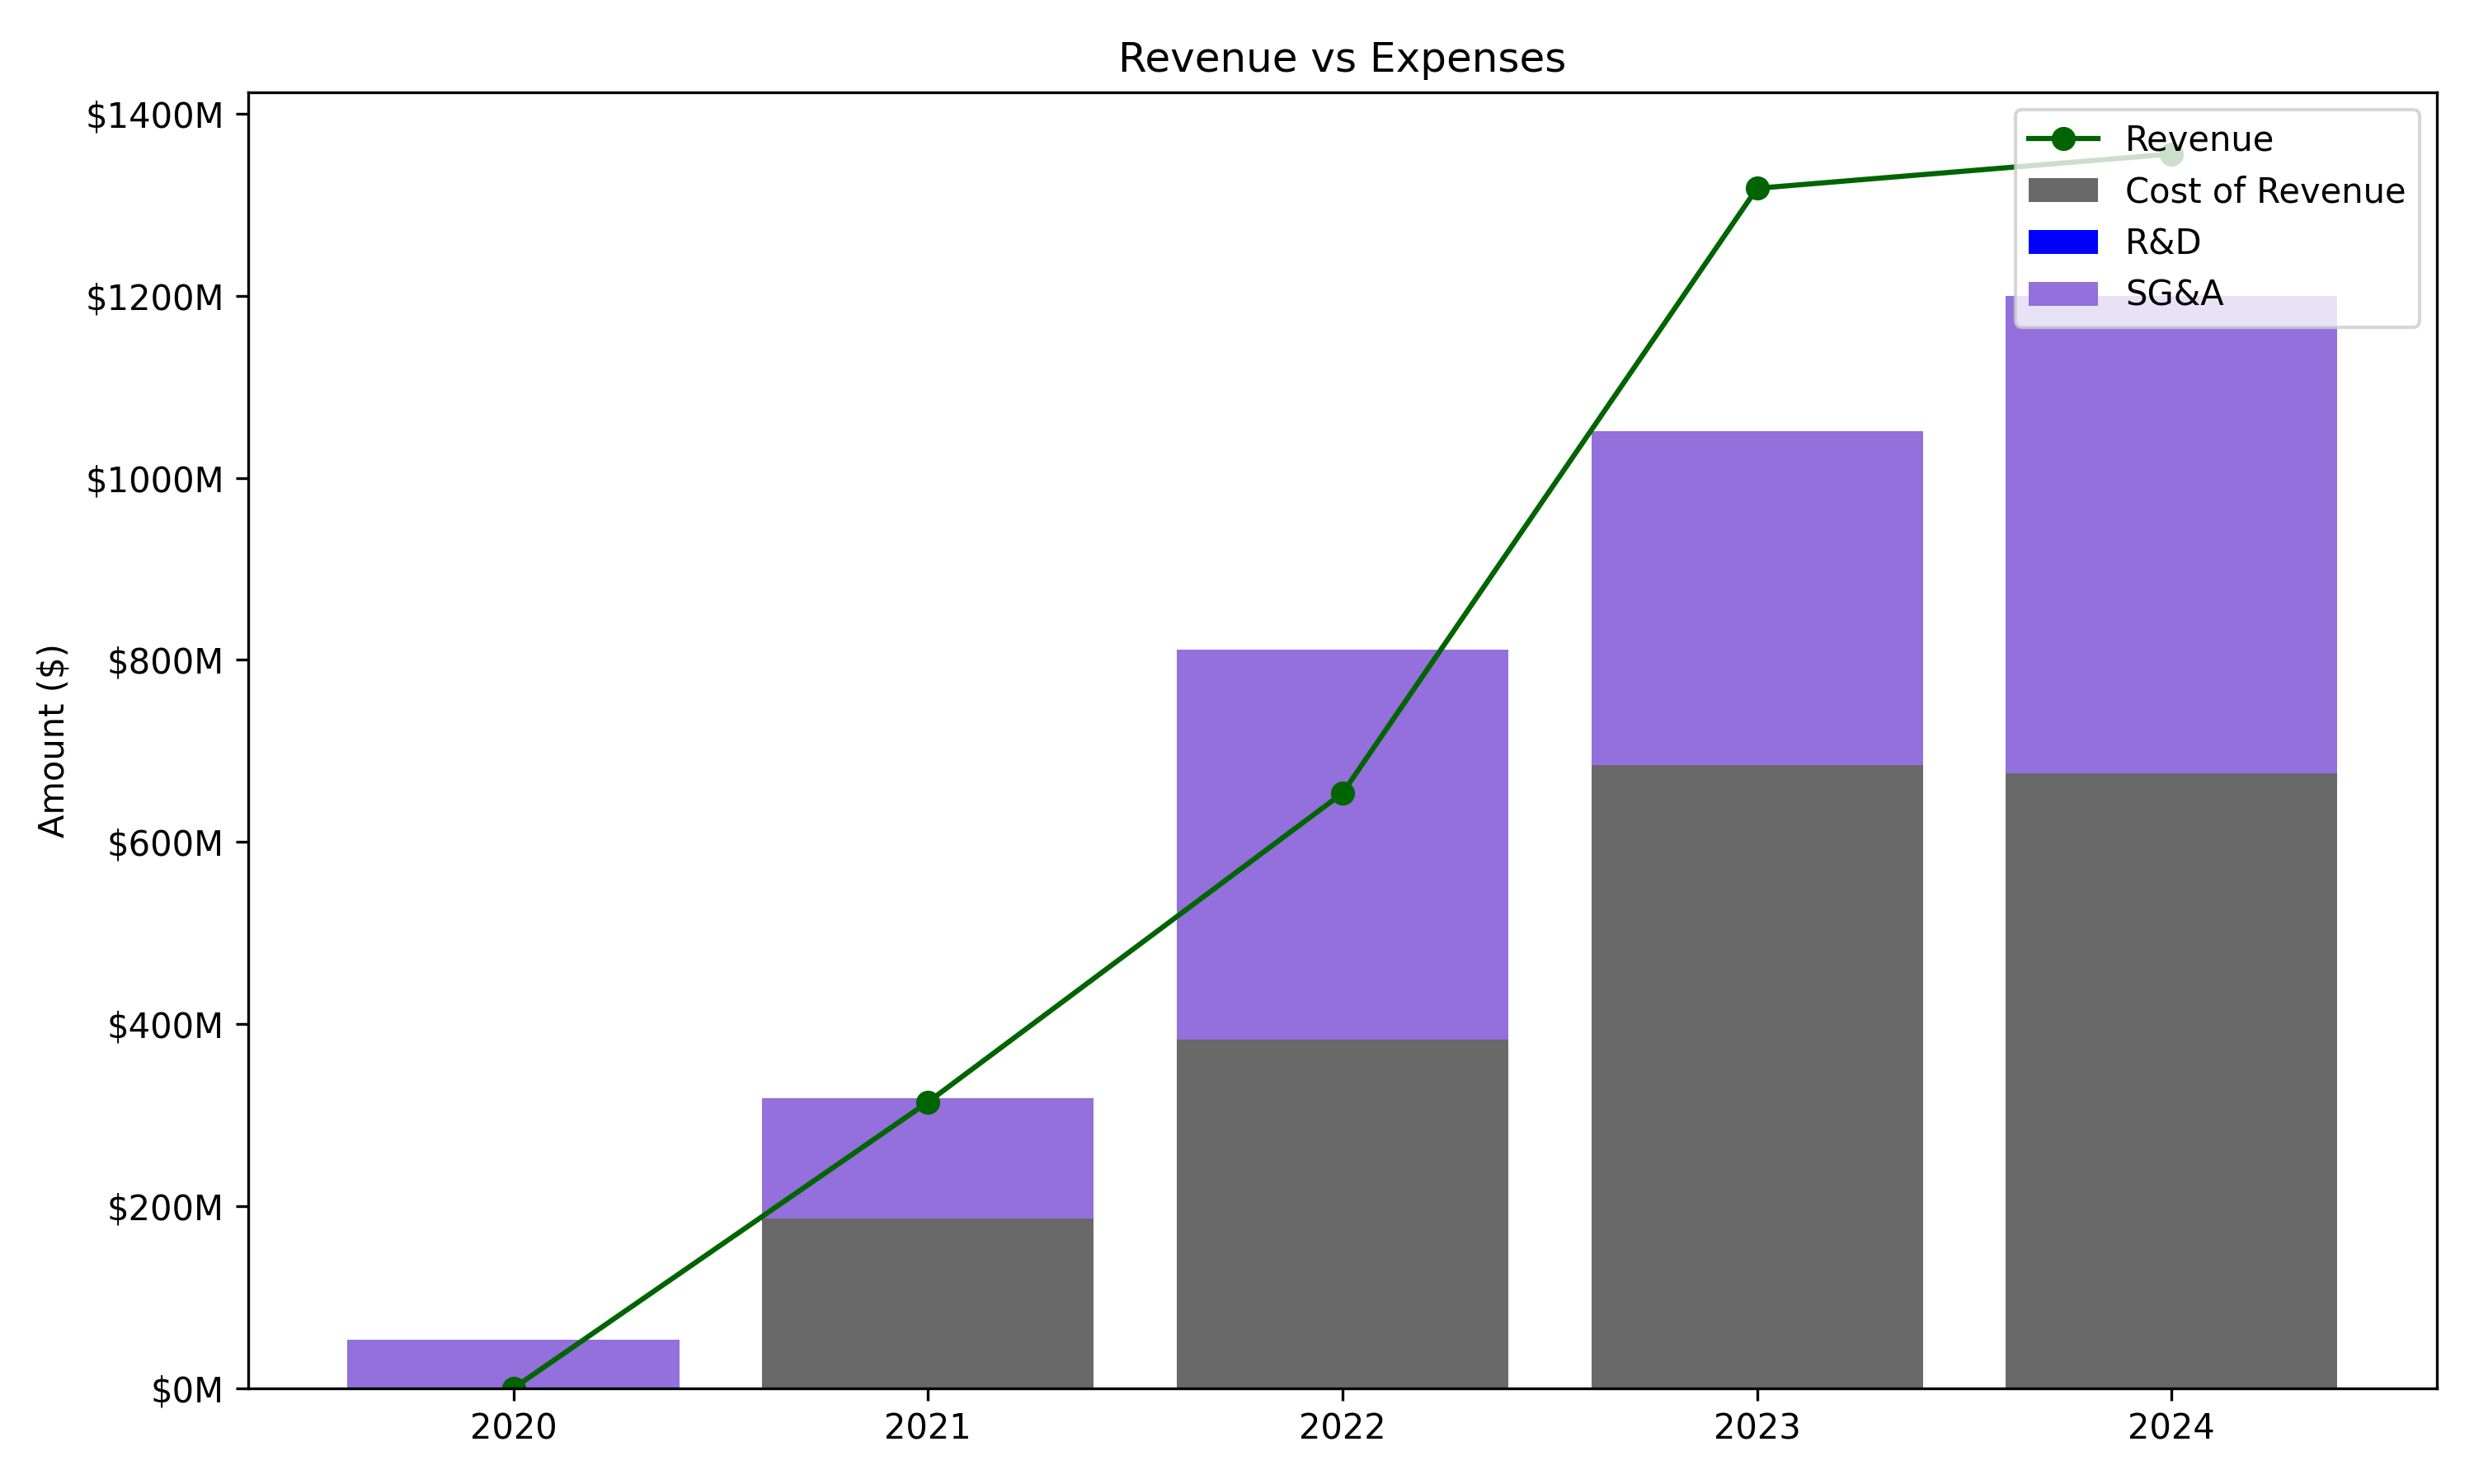 Revenue vs Expenses
$1400M
$1200M
$1000M
$800M
$600M
$400M
$200M
$0M
Amount ($)
Revenue
Cost of Revenue
R&D
SG&A
2020
2021
2022
2023
2024